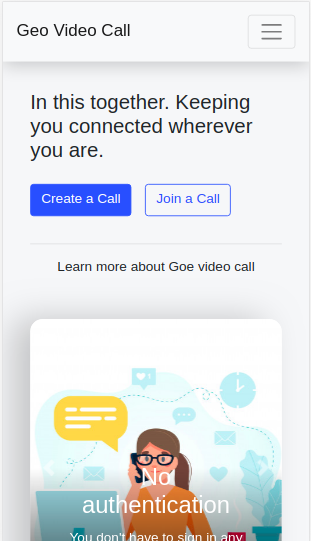 Geo Video Call
In this together. Keeping
you connected wherever
you are.
Create a Call
Join a Call
Learn more about Goe video call
No
authentication
You don't have to sign in any